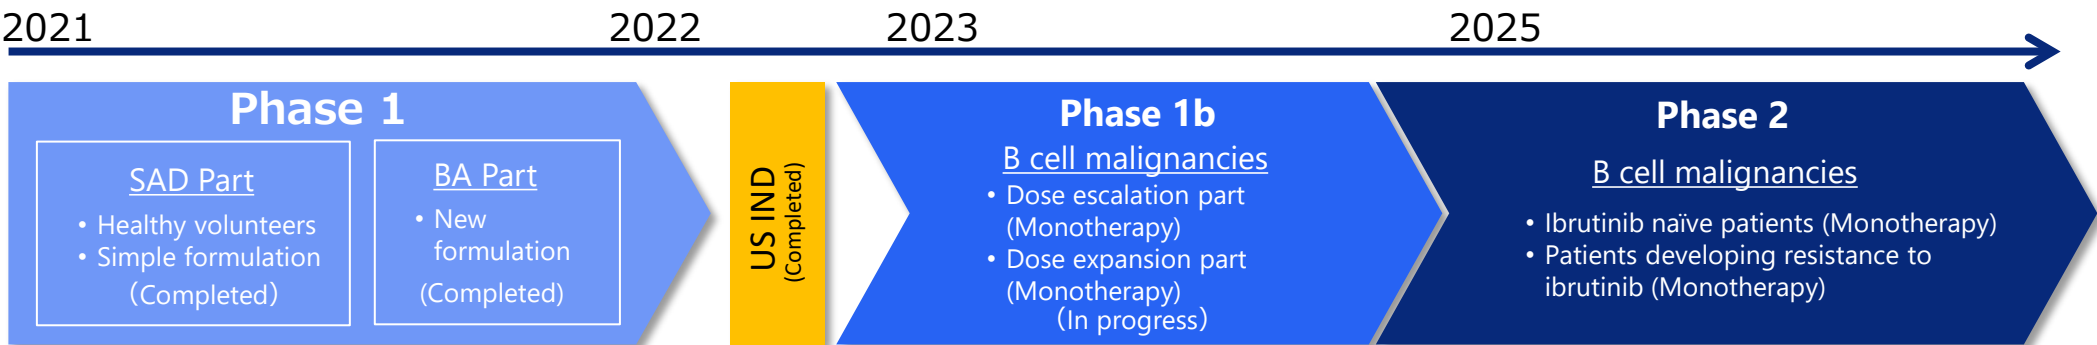 2021
2022
2023
2025
Phase 1
SAD Part
• Healthy volunteers
• Simple formulation
（Completed）
BA Part
• New
formulation
(Completed)
US IND
(Completed)
Phase 1b
B cell malignancies
• Dose escalation part
(Monotherapy)
• Dose expansion part
(Monotherapy)
（In progress）
Phase 2
B cell malignancies
• Ibrutinib naïve patients (Monotherapy)
• Patients developing resistance to
ibrutinib (Monotherapy)